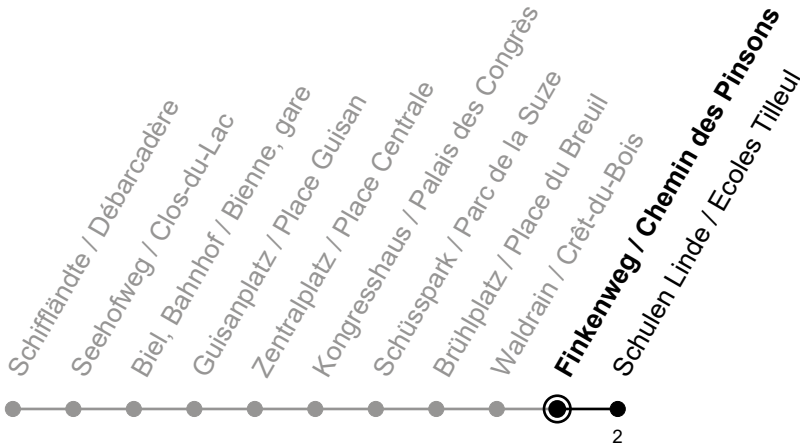 Schifflände / Débarcadère
Seehofweg / Clos-du-Lac
Biel, Bahnhof / Bienne, gare
Guisanplatz / Place Guisan
Zentralplatz / Place Centrale
Kongresshaus / Palais des Congrès
Schüsspark / Parc de la Suze
Brühlplatz / Place du Breuil
Waldrain / Crêt-du-Bois
Finkenweg / Chemin des Pinsons
Schulen Linde / Ecoles Tilleul
2